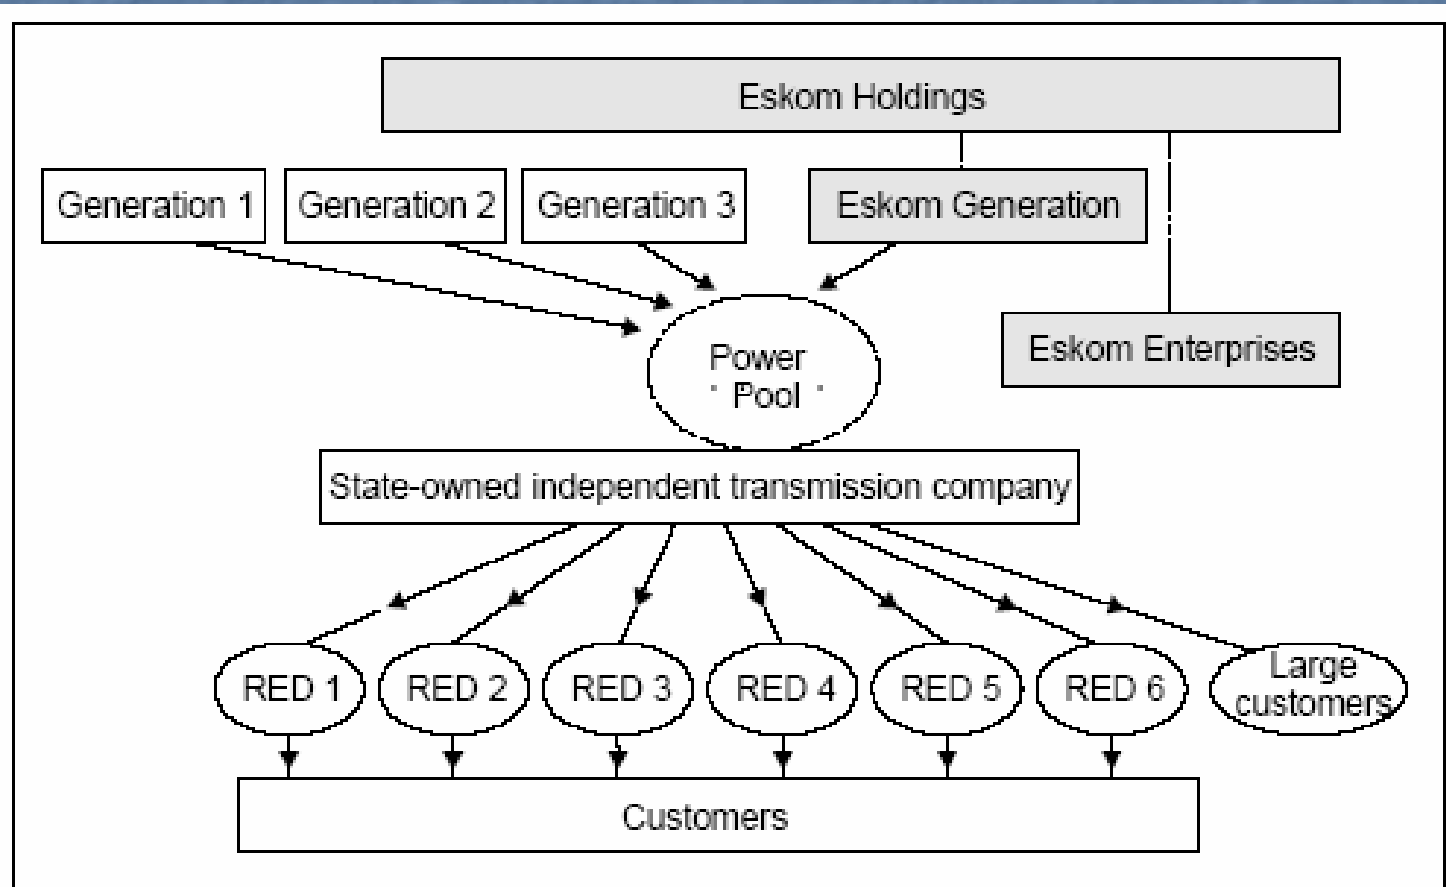 Eskom Holdings
Generation 1
Generation 2
Generation 3
Eskom Generation
Eskom Enterprises
Power
Pool
State-owned independent transmission company
RED 1
RED 2
RED 3
RED 4
RED 5
RED 6
Large
customers
Customers